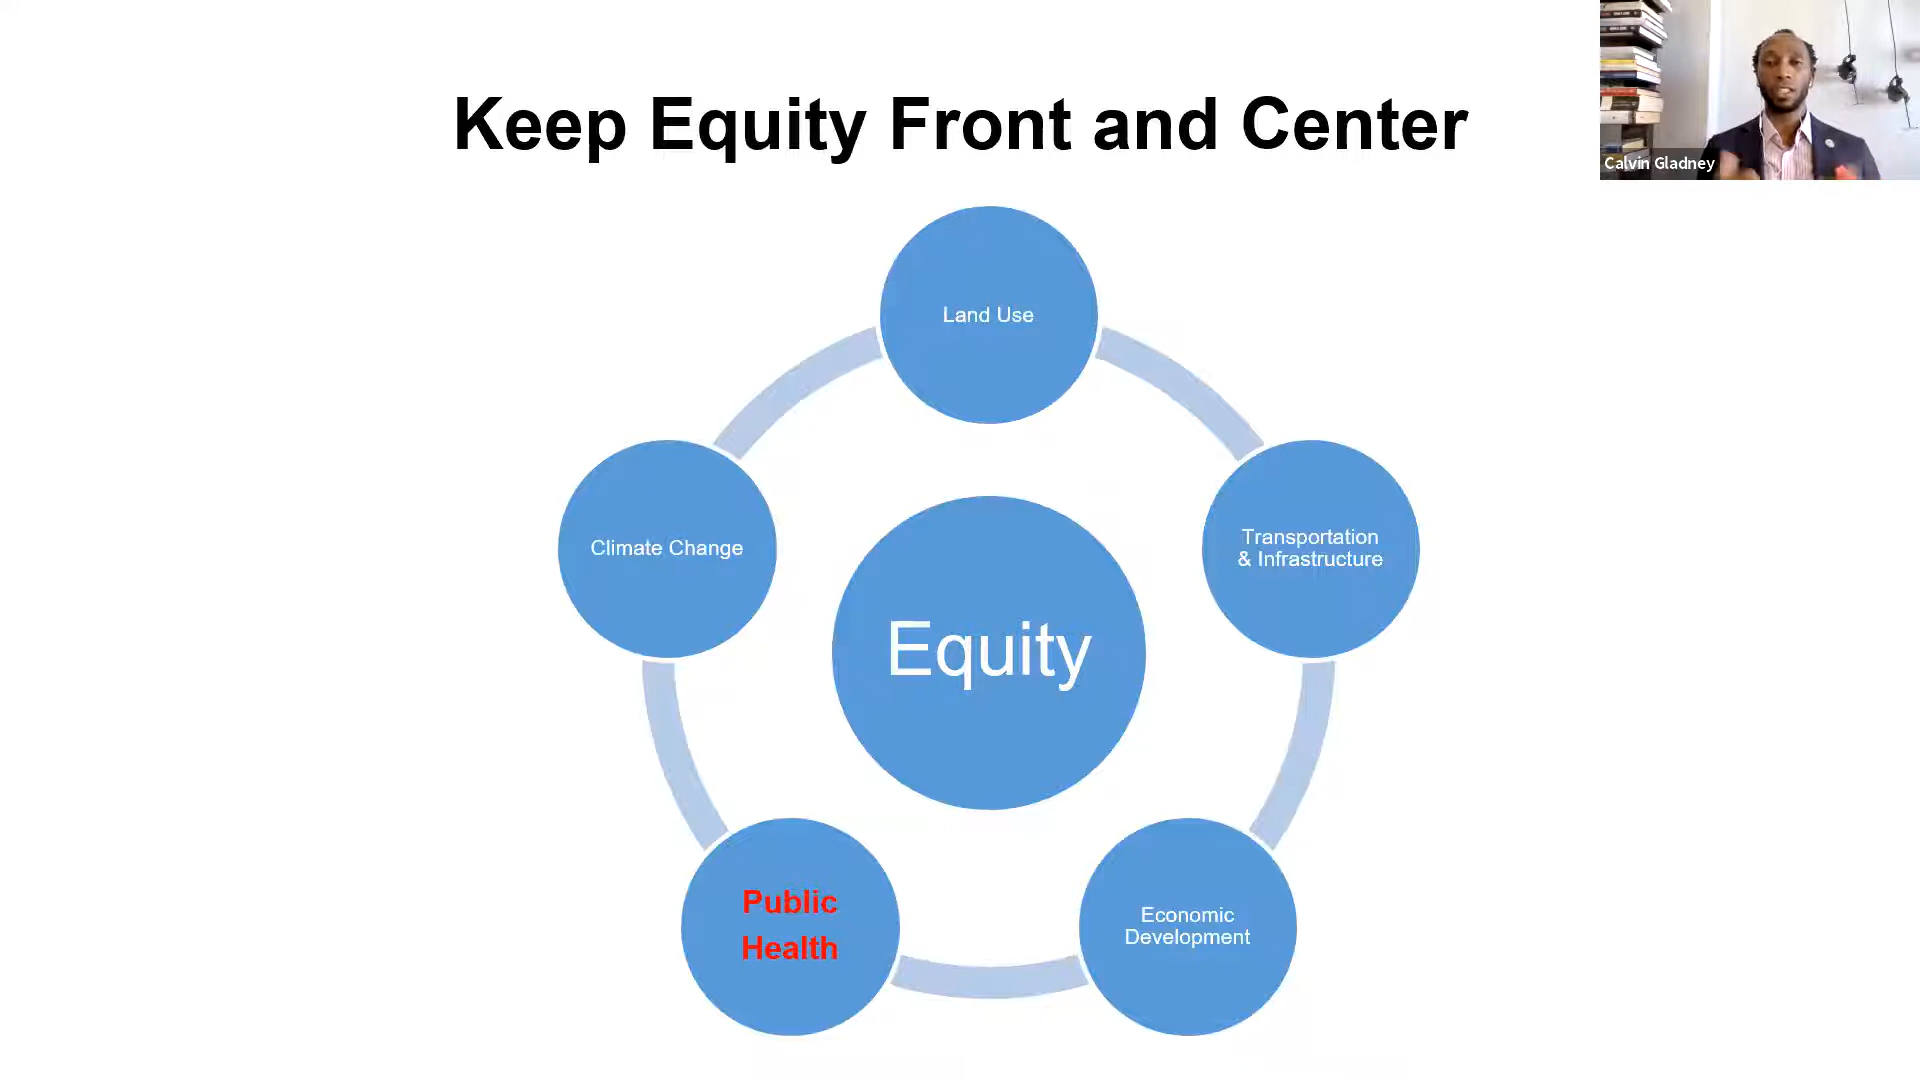 Keep Equity Front and Center
Calvin Gladney
Land Use
Climate Change
Transportation
& Infrastructure
Equity
Public
Health
Economic
Development